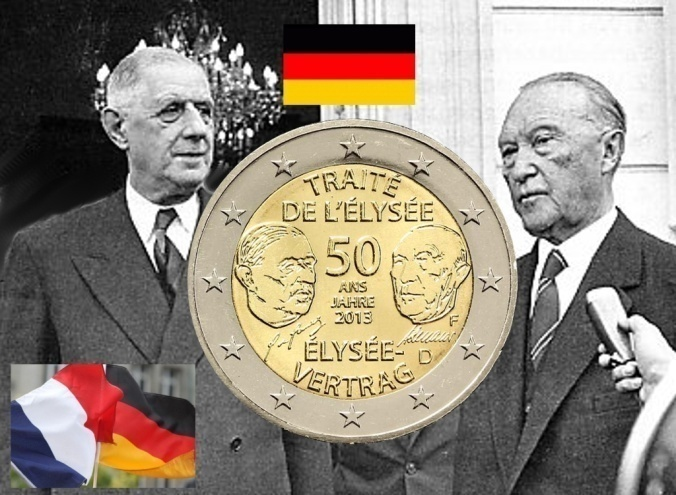 TRAITÉ
DE L'ÉLYSÉE
50
ANS
JAHRE
2013
F
D
ÉLYSÉE-
VERTRAG